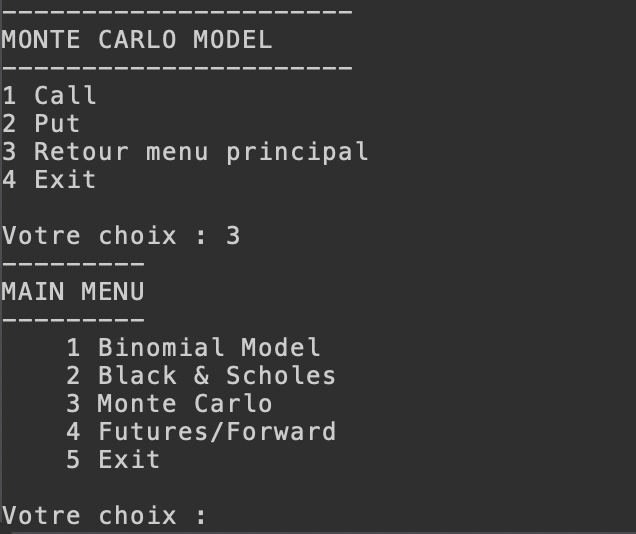 ----------------------
MONTE CARLO MODEL
----------------------
1 Call
2 Put
3 Retour menu principal
4 Exit
Votre choix : 3
---------
MAIN MENU
---------
1 Binomial Model
2 Black & Scholes
3 Monte Carlo
4 Futures/Forward
5 Exit
Votre choix :